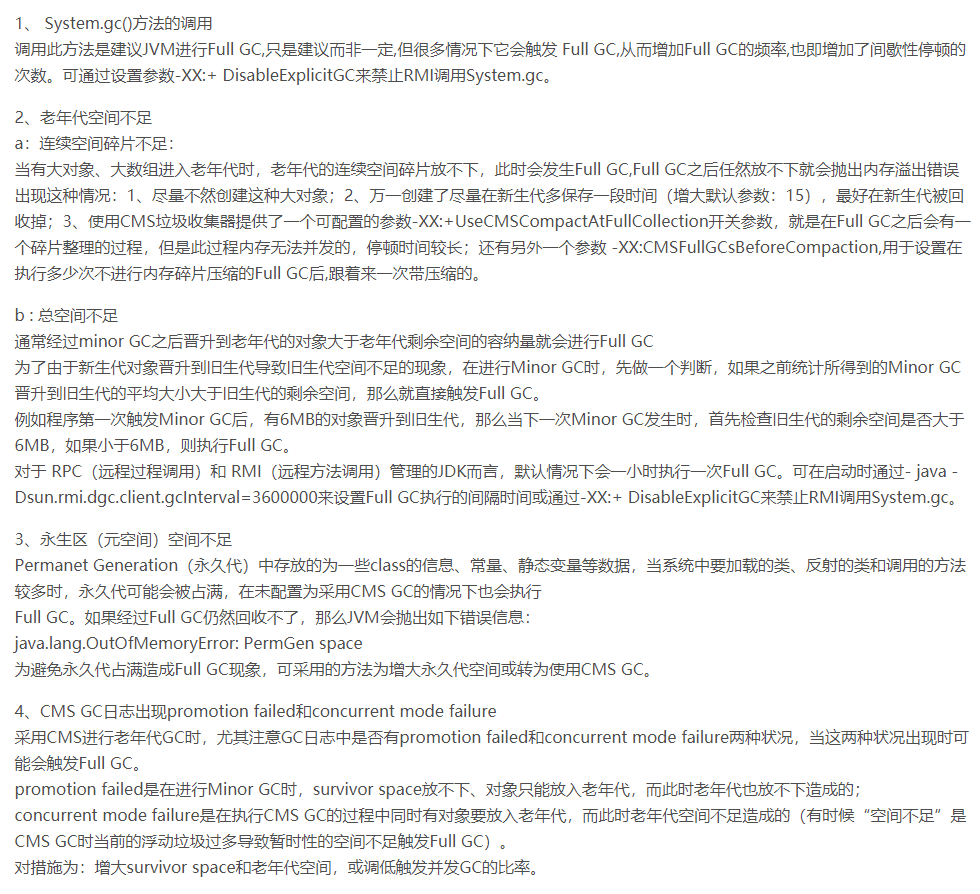 1、 System.gc()方法的调用
调用此方法是建议JVM进行Full GC,只是建议而非一定,但很多情况下它会触发 Full GC,从而增加Full GC的频率,也即增加了间歇性停顿的
次数。可通过设置参数-XX:+ DisableExplicitGC来禁止RMI调用System.gc。
2、老年代空间不足
a：连续空间碎片不足：
当有大对象、大数组进入老年代时，老年代的连续空间碎片放不下，此时会发生Full GC,Full GC之后任然放不下就会抛出内存溢出错误
出现这种情况：1、尽量不然创建这种大对象；2、万一创建了尽量在新生代多保存一段时间（增大默认参数：15），最好在新生代被回
收掉；3、使用CMS垃圾收集器提供了一个可配置的参数-XX:+UseCMSCompactAtFullCollection开关参数，就是在Full GC之后会有一
个碎片整理的过程，但是此过程内存无法并发的，停顿时间较长；还有另外一个参数 -XX:CMSFullGCsBeforeCompaction,用于设置在
执行多少次不进行内存碎片压缩的Full GC后,跟着来一次带压缩的。
b : 总空间不足
通常经过minor GC之后晋升到老年代的对象大于老年代剩余空间的容纳量就会进行Full GC
为了由于新生代对象晋升到旧生代导致旧生代空间不足的现象，在进行Minor GC时，先做一个判断，如果之前统计所得到的Minor GC
晋升到旧生代的平均大小大于旧生代的剩余空间，那么就直接触发Full GC。
例如程序第一次触发Minor GC后，有6MB的对象晋升到旧生代，那么当下一次Minor GC发生时，首先检查旧生代的剩余空间是否大于
6MB，如果小于6MB，则执行Full GC。
对于 RPC（远程过程调用）和 RMI（远程方法调用）管理的JDK而言，默认情况下会一小时执行一次Full GC。可在启动时通过- java -
Dsun.rmi.dgc.client.gcInterval=3600000来设置Full GC执行的间隔时间或通过-XX:+ DisableExplicitGC来禁止RMI调用System.gc。
3、永生区（元空间）空间不足
Permanet Generation（永久代）中存放的为一些class的信息、常量、静态变量等数据，当系统中要加载的类、反射的类和调用的方法
较多时，永久代可能会被占满，在未配置为采用CMS GC的情况下也会执行
Full GC。如果经过Full GC仍然回收不了，那么JVM会抛出如下错误信息：
java.lang.OutOfMemoryError: PermGen space
为避免永久代占满造成Full GC现象，可采用的方法为增大永久代空间或转为使用CMS GC。
4、CMS GC日志出现promotion failed和concurrent mode failure
采用CMS进行老年代GC时，尤其注意GC日志中是否有promotion failed和concurrent mode failure两种状况，当这两种状况出现时可
能会触发Full GC。
promotion failed是在进行Minor GC时，survivor space放不下、对象只能放入老年代，而此时老年代也放不下造成的；
concurrent mode failure是在执行CMS GC的过程中同时有对象要放入老年代，而此时老年代空间不足造成的（有时候“空间不足”是
CMS GC时当前的浮动垃圾过多导致暂时性的空间不足触发Full GC）。
对措施为：增大survivor space和老年代空间，或调低触发并发GC的比率。